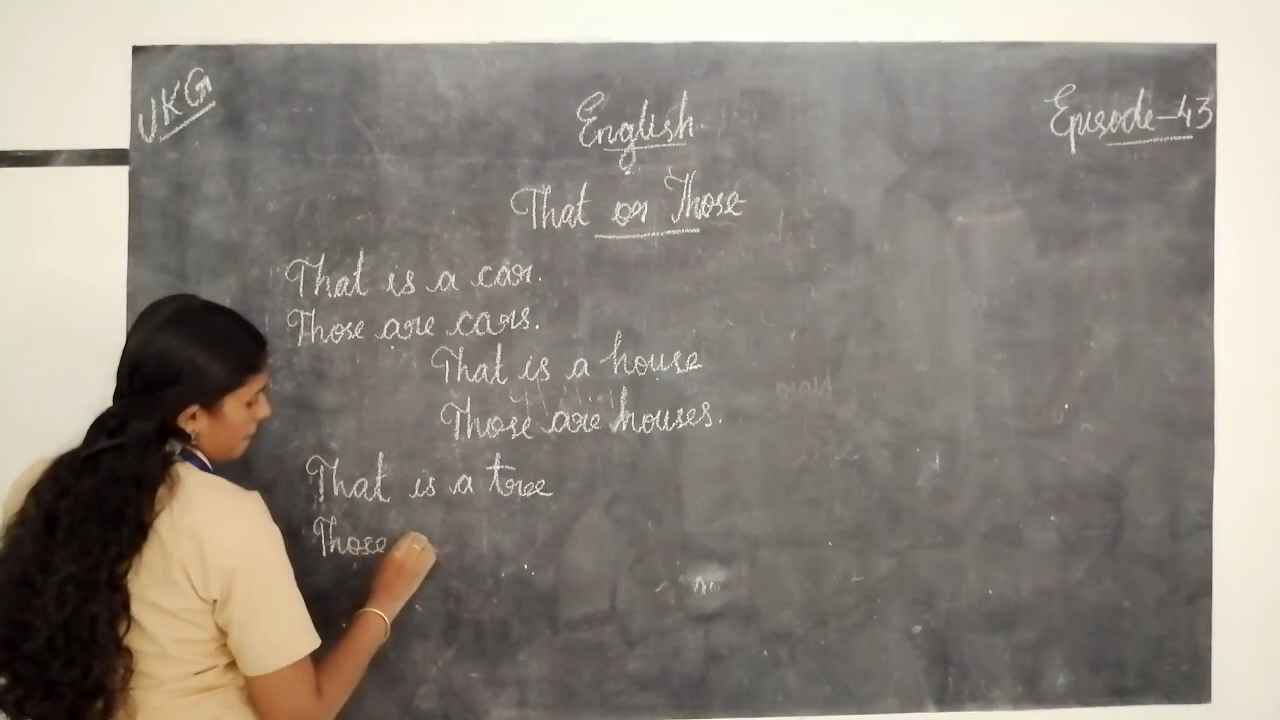 UKG
English
Episode-43
That or Those
That is a car.
Those are cars.
That is a house
Those are houses.
That is a tree
Those